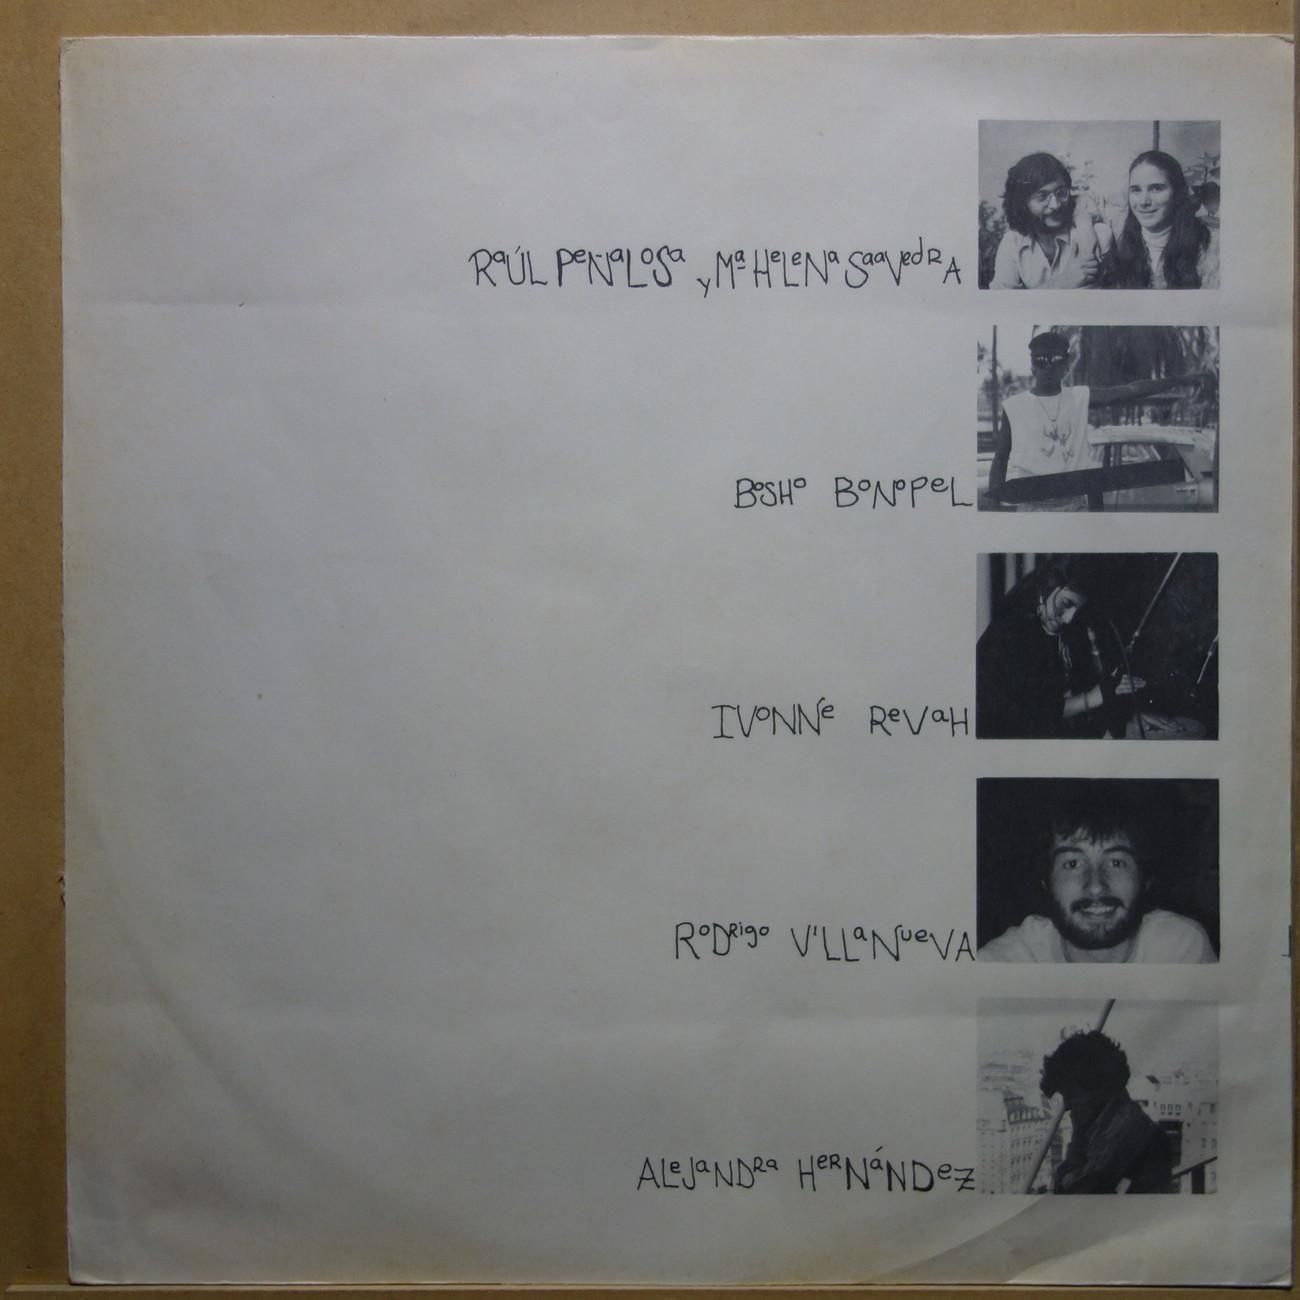 RaÚL PeÑaLOSa y Mª HeLeNa SaaVedRA
BoSHo BoNoPeL
IVoNNe ReVaH
RoDRigo ViLLaNueVA
ALeJaNDRa HeRNáNDeZ